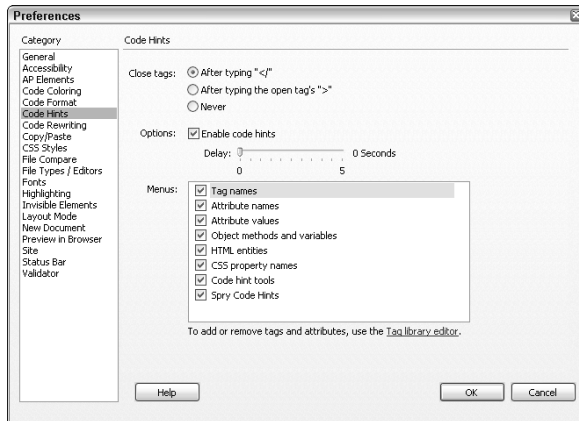 Preferences
Category
General
Accessibility
AP Elements
Code Coloring
Code Format
Code Hints
Code Rewriting
Copy/Paste
CSS Styles
File Compare
File Types / Editors
Fonts
Highlighting
Invisible Elements
Layout Mode
New Document
Preview in Browser
Site
Status Bar
Validator
Code Hints
Close tags: After typing "</"
After typing the open tag's ">"
Never
Options: Enable code hints
Delay: 0 Seconds
0 5
Menus: Tag names
Attribute names
Attribute values
Object methods and variables
HTML entities
CSS property names
Code hint tools
Spry Code Hints
To add or remove tags and attributes, use the Tag library editor.
Help OK Cancel